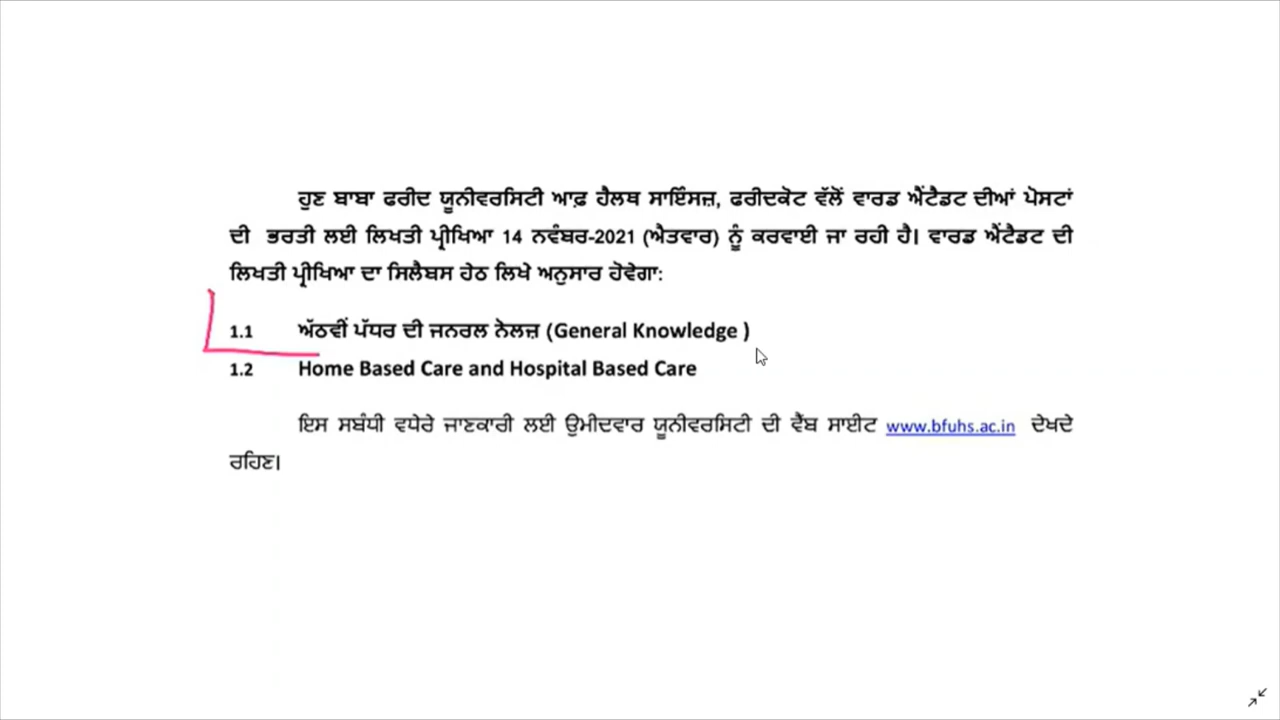 ਹੁਣ ਬਾਬਾ ਫਰੀਦ ਯੂਨੀਵਰਸਿਟੀ ਆਫ਼ ਹੈਲਥ ਸਾਇੰਸਜ਼, ਫਰੀਦਕੋਟ ਵੱਲੋਂ ਵਾਰਡ ਐਂਟੈਡਟ ਦੀਆਂ ਪੋਸਟਾਂ
ਦੀ ਭਰਤੀ ਲਈ ਲਿਖਤੀ ਪ੍ਰੀਖਿਆ 14 ਨਵੰਬਰ-2021 (ਐਤਵਾਰ) ਨੂੰ ਕਰਵਾਈ ਜਾ ਰਹੀ ਹੈ। ਵਾਰਡ ਐਂਟੈਡਟ ਦੀ
ਲਿਖਤੀ ਪ੍ਰੀਖਿਆ ਦਾ ਸਿਲੈਬਸ ਹੇਠ ਲਿਖੇ ਅਨੁਸਾਰ ਹੋਵੇਗਾ:
1.1 ਅੱਠਵੀਂ ਪੱਧਰ ਦੀ ਜਨਰਲ ਨੋਲਜ਼ (General Knowledge )
1.2 Home Based Care and Hospital Based Care
ਇਸ ਸਬੰਧੀ ਵਧੇਰੇ ਜਾਣਕਾਰੀ ਲਈ ਉਮੀਦਵਾਰ ਯੂਨੀਵਰਸਿਟੀ ਦੀ ਵੈੱਬ ਸਾਈਟ www.bfuhs.ac.in ਦੇਖਦੇ
ਰਹਿਣ।